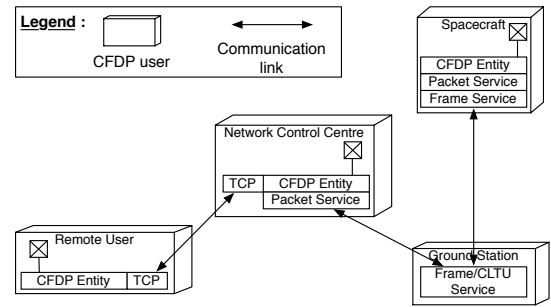 Legend :
CFDP user
Communication
link
Spacecraft
CFDP Entity
Packet Service
Frame Service
Network Control Centre
TCP CFDP Entity
Packet Service
Remote User
CFDP Entity TCP
Ground Station
Frame/CLTU
Service